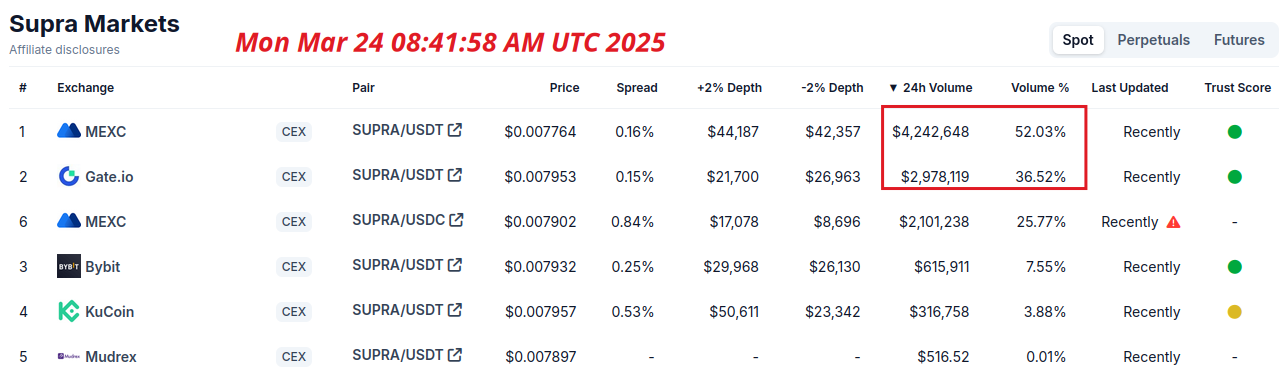 Supra Markets
Affiliate disclosures
Mon Mar 24 08:41:58 AM UTC 2025
Spot Perpetuals Futures
# Exchange Pair Price Spread +2% Depth -2% Depth ▼ 24h Volume Volume % Last Updated Trust Score
1 MEXC CEX SUPRA/USDT $0.007764 0.16% $44,187 $42,357 $4,242,648 52.03% Recently
2 Gate.io CEX SUPRA/USDT $0.007953 0.15% $21,700 $26,963 $2,978,119 36.52% Recently
6 MEXC CEX SUPRA/USDC $0.007902 0.84% $17,078 $8,696 $2,101,238 25.77% Recently -
3 BYBIT Bybit CEX SUPRA/USDT $0.007932 0.25% $29,968 $26,130 $615,911 7.55% Recently
4 KuCoin CEX SUPRA/USDT $0.007957 0.53% $50,611 $23,342 $316,758 3.88% Recently
5 Mudrex Mudrex CEX SUPRA/USDT $0.007897 - - - $516.52 0.01% Recently -